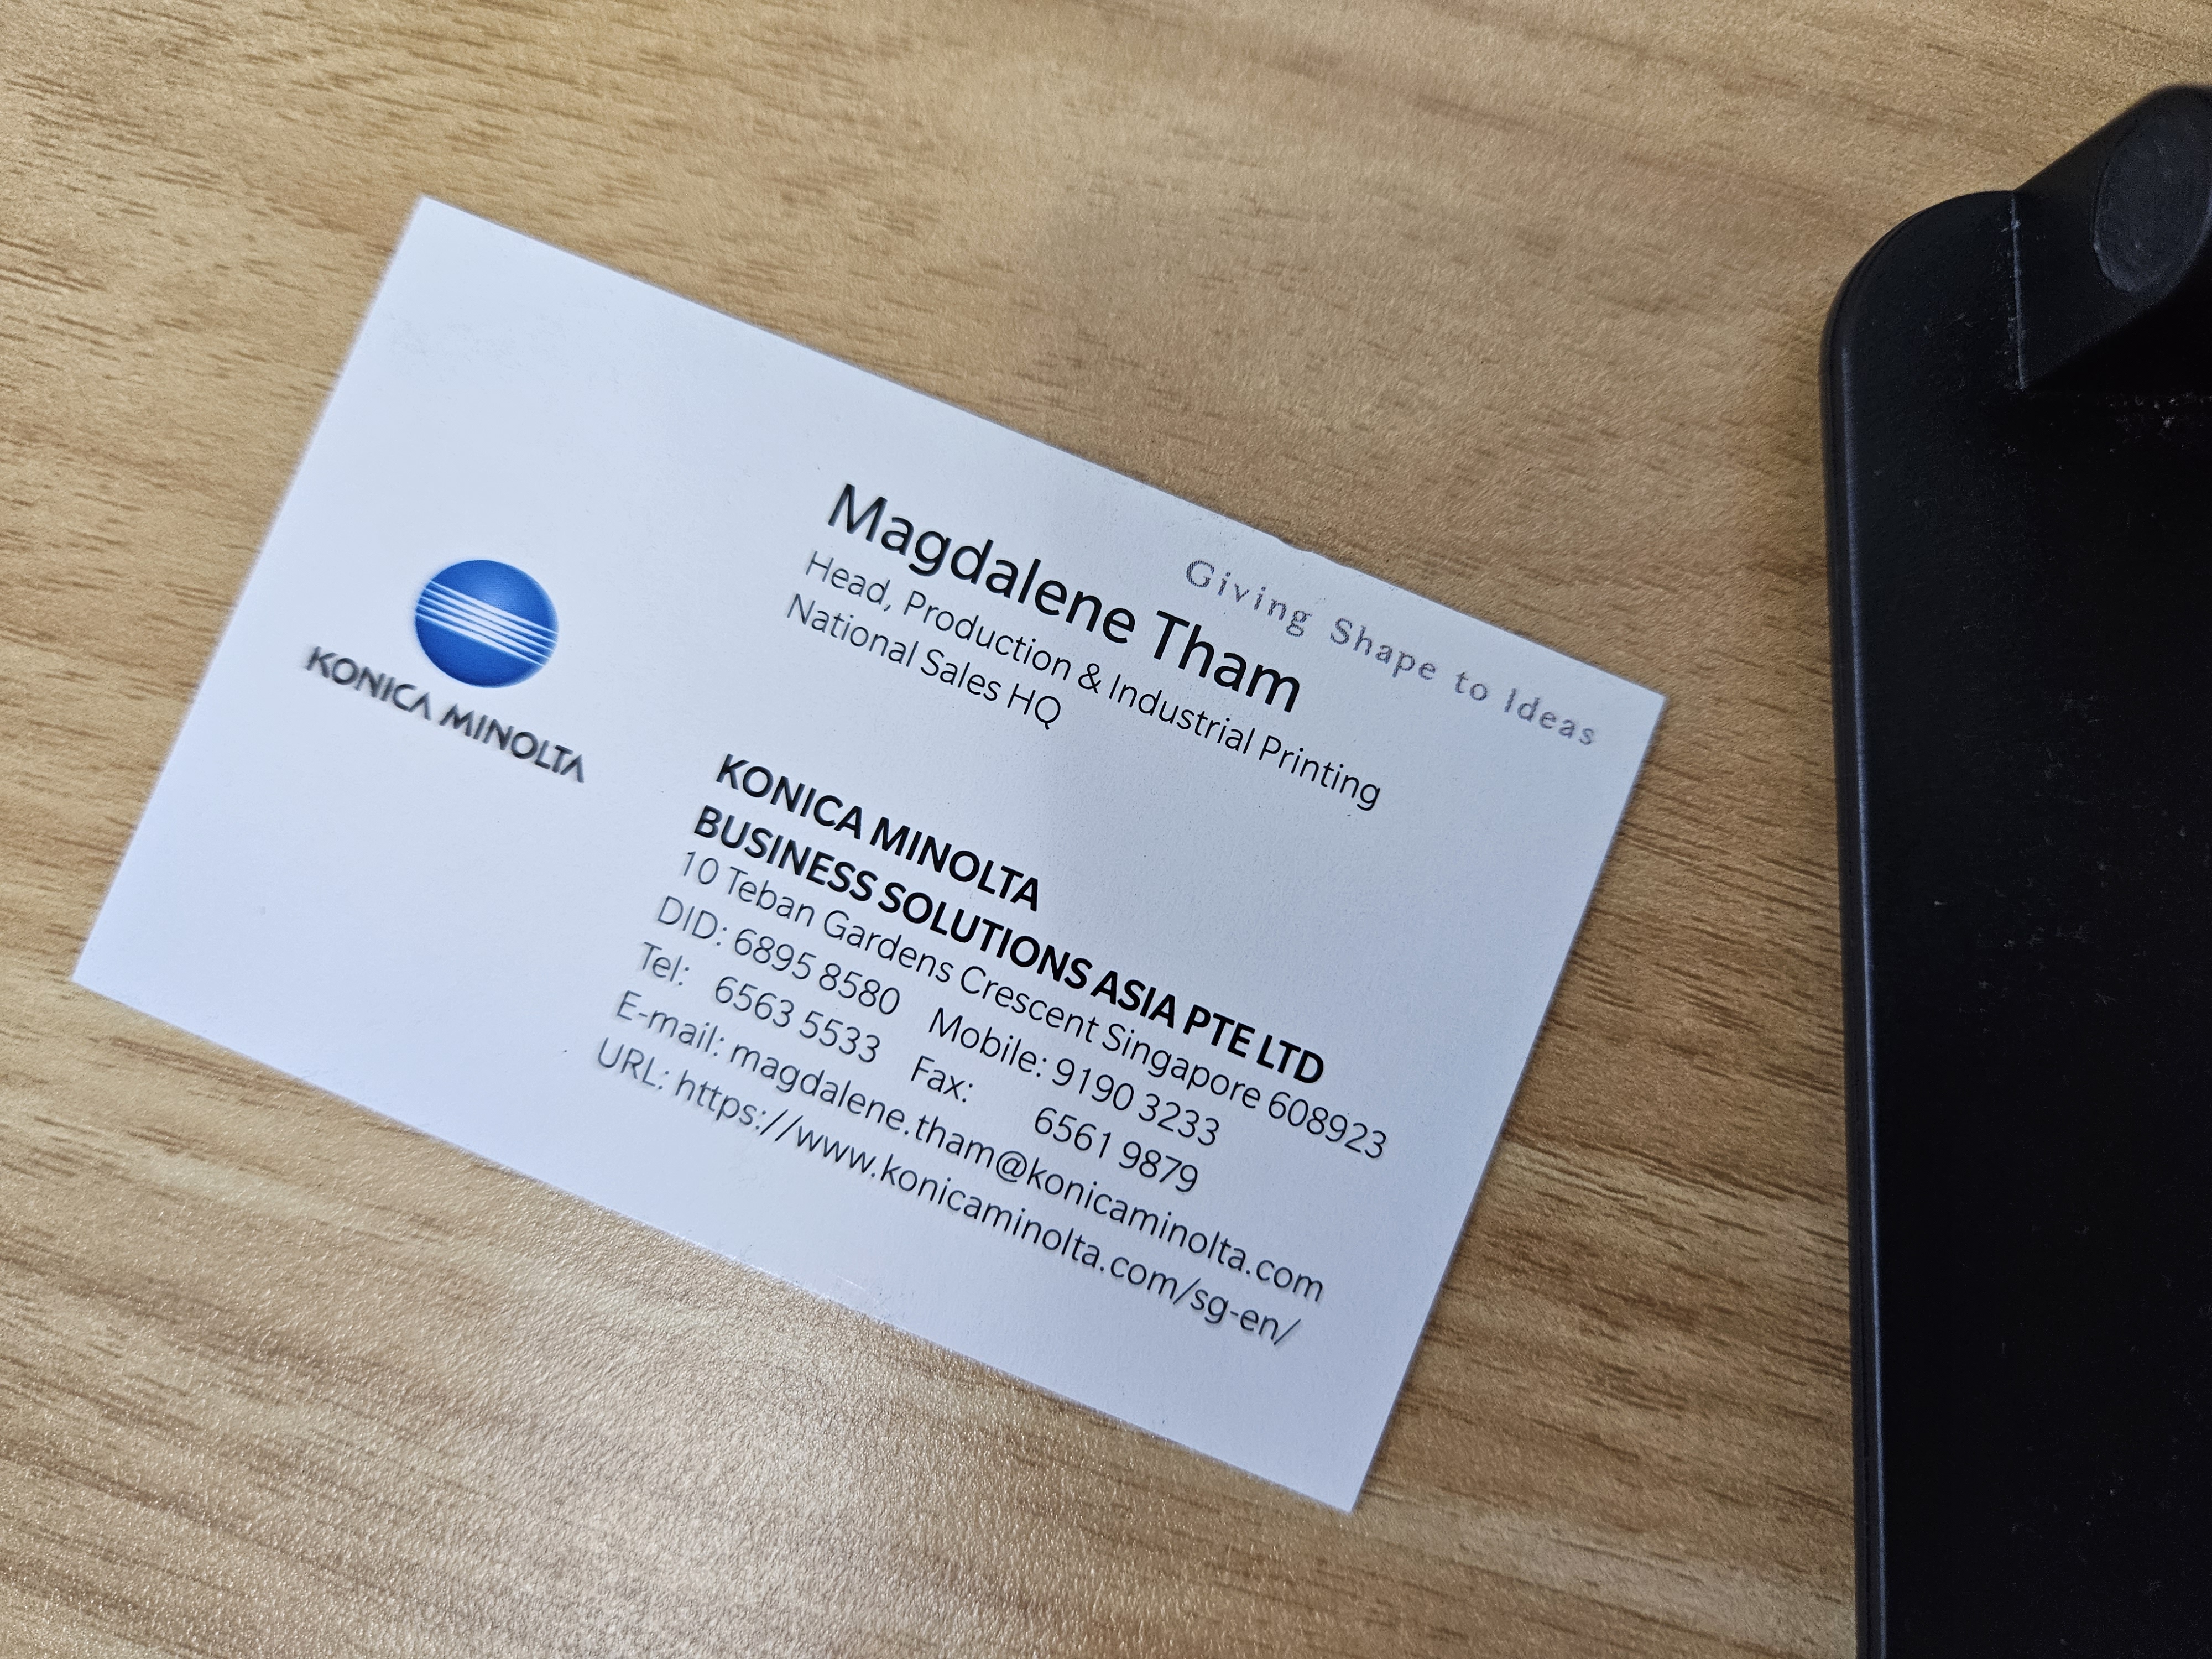 Giving Shape to Ideas
Magdalene Tham
Head, Production & Industrial Printing
National Sales HQ
KONICA MINOLTA
KONICA MINOLTA
BUSINESS SOLUTIONS ASIA PTE LTD
10 Teban Gardens Crescent Singapore 608923
DID: 6895 8580 Mobile: 9190 3233
Tel: 6563 5533 Fax: 6561 9879
E-mail: magdalene.tham@konicaminolta.com
URL: https://www.konicaminolta.com/sg-en/